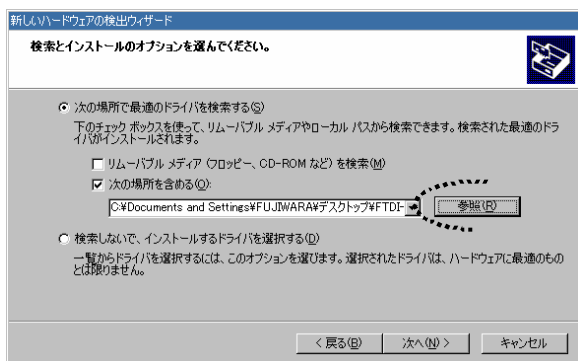 新しいハードウェアの検出ウィザード
検索とインストールのオプションを選んでください。
次の場所で最適のドライバを検索する(S)
下のチェック ボックスを使って、リムーバブル メディアやローカル パスから検索できます。検索された最適のドラ
イバがインストールされます。
リムーバブル メディア (フロッピー、CD-ROM など) を検索(M)
次の場所を含める(O):
C:¥Documents and Settings¥FUJIWARA¥デスクトップ¥FTDI-
参照(R)
検索しないで、インストールするドライバを選択する(D)
一覧からドライバを選択するには、このオプションを選びます。選択されたドライバは、ハードウェアに最適のもの
とは限りません。
< 戻る(B)
次へ(N) >
キャンセル